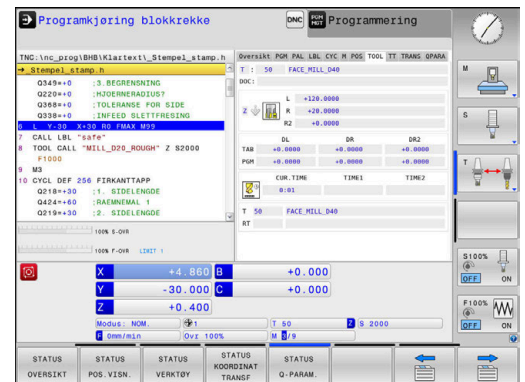 Programkjøring blokkrekke
DNC
PGM MGT
Programmering
TNC:\nc_prog\BHB\Klartext\_Stempel_stamp.h
→_Stempel_stamp.h
Q349=+0 ;3.BEGRENSNING
Q220=+0 ;HJOERNERADIUS?
Q368=+0 ;TOLERANSE FOR SIDE
Q338=+0 ;INFEED SLETTFRESING
6 L Y-30 X+30 R0 FMAX M99
7 CALL LBL "safe"
8 TOOL CALL "MILL_D20_ROUGH" Z S2000
F1000
9 M3
10 CYCL DEF 256 FIRKANTTAPP
Q218=+30 ;1. SIDELENGDE
Q424=+60 ;RAEMNEMAL 1
Q219=+30 ;2. SIDELENGDE
100% S-OVR
100% F-OVR LIMIT 1
Oversikt PGM PAL LBL CYC M POS TOOL TT TRANS QPARA
T : 50 FACE_MILL_D40
DOC:
L +120.0000
Z R +20.0000
R2 +0.0000
DL DR DR2
TAB +0.0000 +0.0000 +0.0000
PGM +0.0000 +0.0000 +0.0000
CUR.TIME TIME1 TIME2
0:01
T 50 FACE_MILL_D40
RT
X +4.860 B +0.000
Y -30.000 C +0.000
Z +0.400
Modus: NOM. 1 T 50 Z S 2000
F 0mm/min Ovr 100% M 5/9
M
S
T
S100%
OFF ON
F100%
OFF ON
STATUS OVERSIKT
STATUS POS.VISN.
STATUS VERKTØY
STATUS KOORDINAT TRANSF
STATUS Q-PARAM.